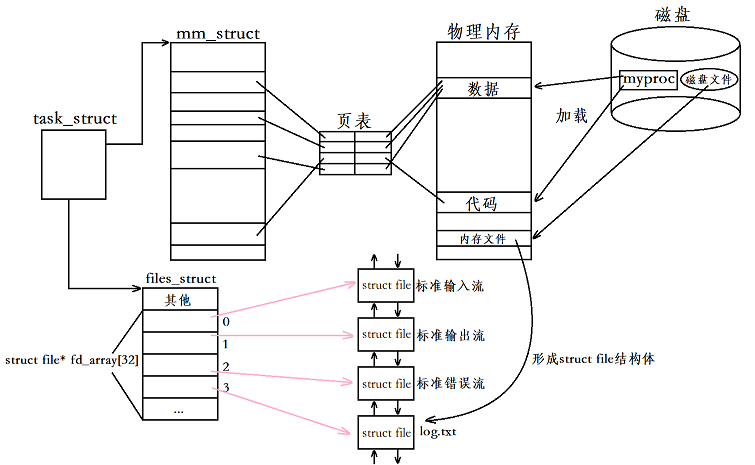 mm_struct
物理内存
磁盘
myproc
磁盘文件
数据
task_struct
页表
加载
代码
内存文件
files_struct
其他
0
1
2
3
...
struct file* fd_array[32]
struct file
标准输入流
struct file
标准输出流
struct file
标准错误流
struct file
log.txt
形成struct file结构体